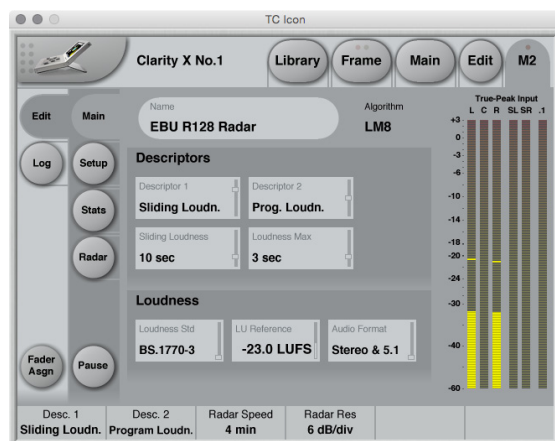 TC Icon
Clarity X No.1
Library
Frame
Main
Edit
M2
Edit
Main
Name
EBU R128 Radar
Algorithm
LM8
True-Peak Input
L C R SL SR .1
Log
Setup
Stats
Radar
Fader Asgn
Pause
Descriptors
Descriptor 1
Sliding Loudn.
Descriptor 2
Prog. Loudn.
Sliding Loudness
10 sec
Loudness Max
3 sec
Loudness
Loudness Std
BS.1770-3
LU Reference
-23.0 LUFS
Audio Format
Stereo & 5.1
+3
0
-3
-6
-10
-14
-18
-20
-24
-30
-40
-60
Desc. 1
Sliding Loudn.
Desc. 2
Program Loudn.
Radar Speed
4 min
Radar Res
6 dB/div